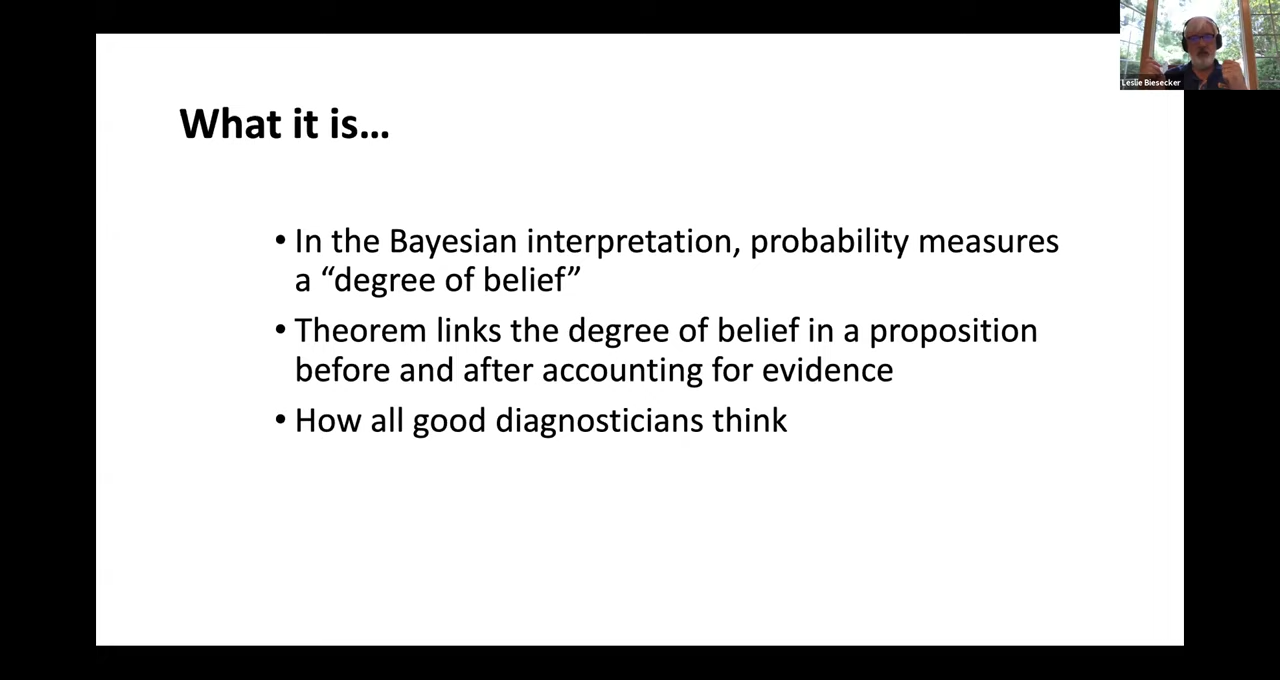 Leslie Biesecker
What it is...
• In the Bayesian interpretation, probability measures
a “degree of belief”
• Theorem links the degree of belief in a proposition
before and after accounting for evidence
• How all good diagnosticians think